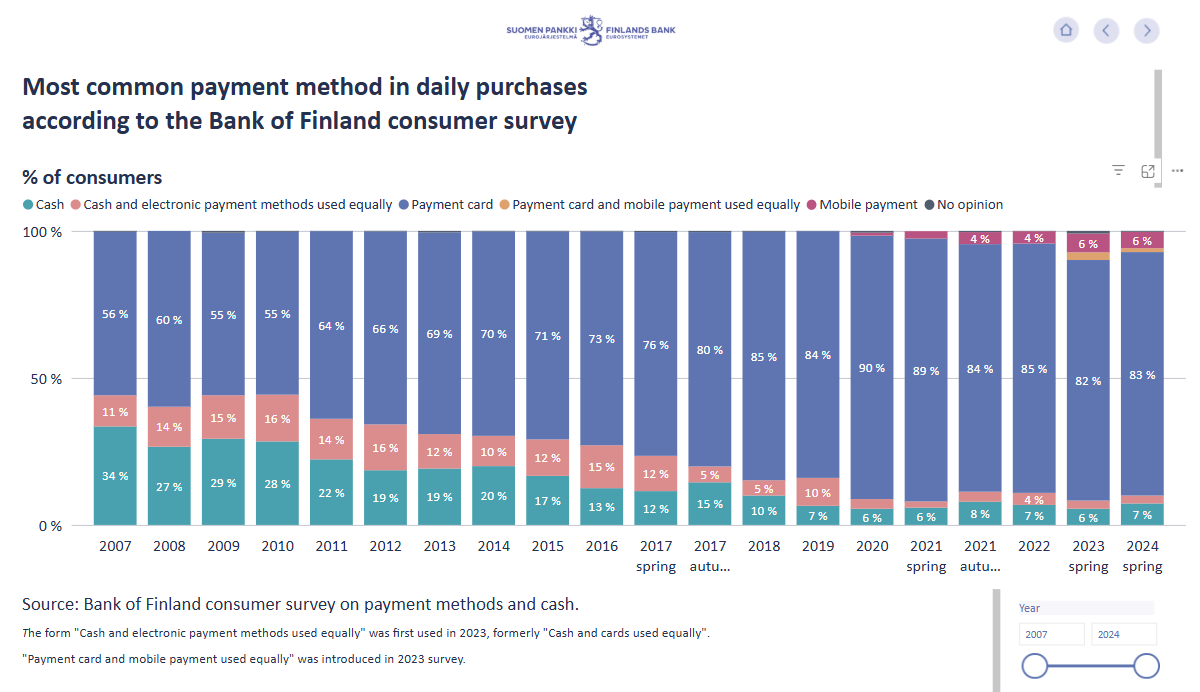 SUOMEN PANKKI FINLANDS BANK
EUROJÄRJESTELMÄ EUROSYSTEMET
Most common payment method in daily purchases
according to the Bank of Finland consumer survey
% of consumers
Cash Cash and electronic payment methods used equally Payment card Payment card and mobile payment used equally Mobile payment No opinion
100 %
4 % 4 % 6 % 6 %
56 % 60 % 55 % 55 % 64 % 66 % 69 % 70 % 71 % 73 % 76 % 80 % 85 % 84 % 90 % 89 % 84 % 85 % 82 % 83 %
50 %
11 % 14 % 15 % 16 % 14 % 16 % 12 % 10 % 12 % 15 % 12 % 5 % 5 % 10 % 4 %
34 % 27 % 29 % 28 % 22 % 19 % 19 % 20 % 17 % 13 % 12 % 15 % 10 % 7 % 6 % 6 % 8 % 7 % 6 % 7 %
0 %
2007 2008 2009 2010 2011 2012 2013 2014 2015 2016 2017 2017 2018 2019 2020 2021 2021 2022 2023 2024
spring autu... spring autu... spring spring
Source: Bank of Finland consumer survey on payment methods and cash.
The form "Cash and electronic payment methods used equally" was first used in 2023, formerly "Cash and cards used equally".
"Payment card and mobile payment used equally" was introduced in 2023 survey.
Year
2007 2024